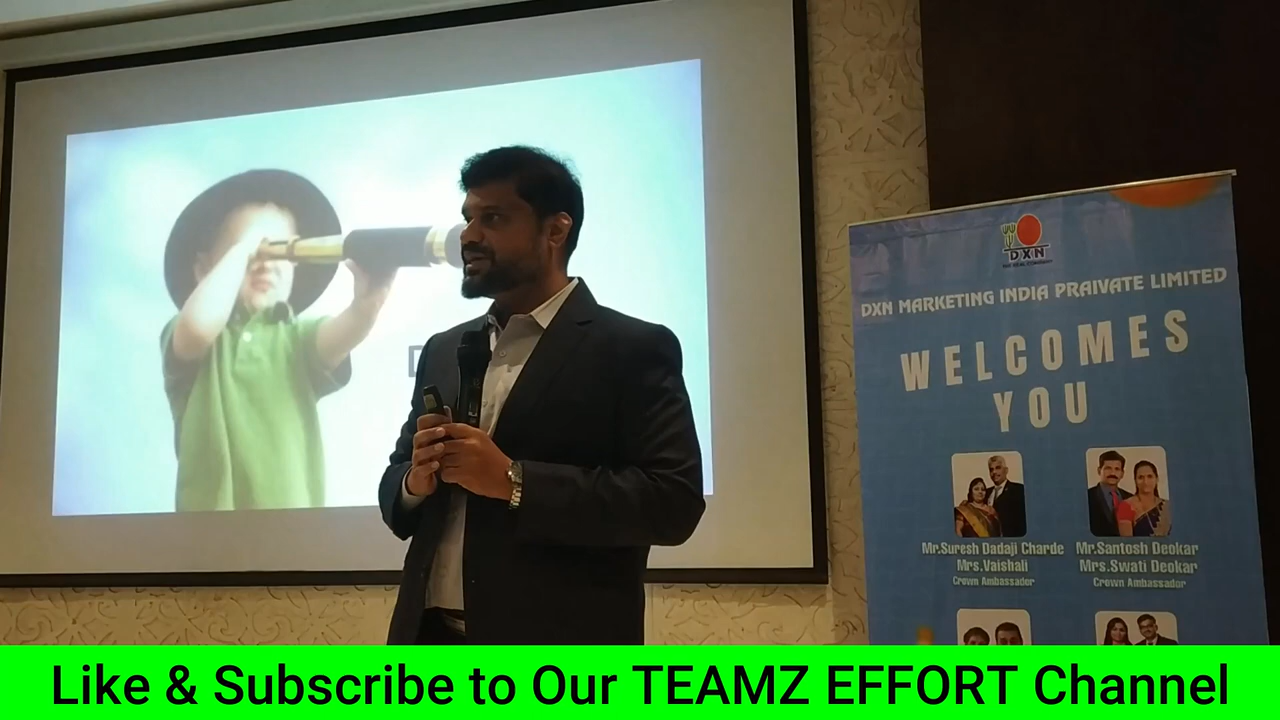 DXN
DXN MARKETING INDIA PRAIVATE LIMITED
WELCOMES
YOU
Mr.Suresh Dadaji Charde
Mrs.Vaishali
Crown Ambassader
Mr.Santosh Deokar
Mrs.Swati Deokar
Crown Ambassador
Like & Subscribe to Our TEAMZ EFFORT Channel